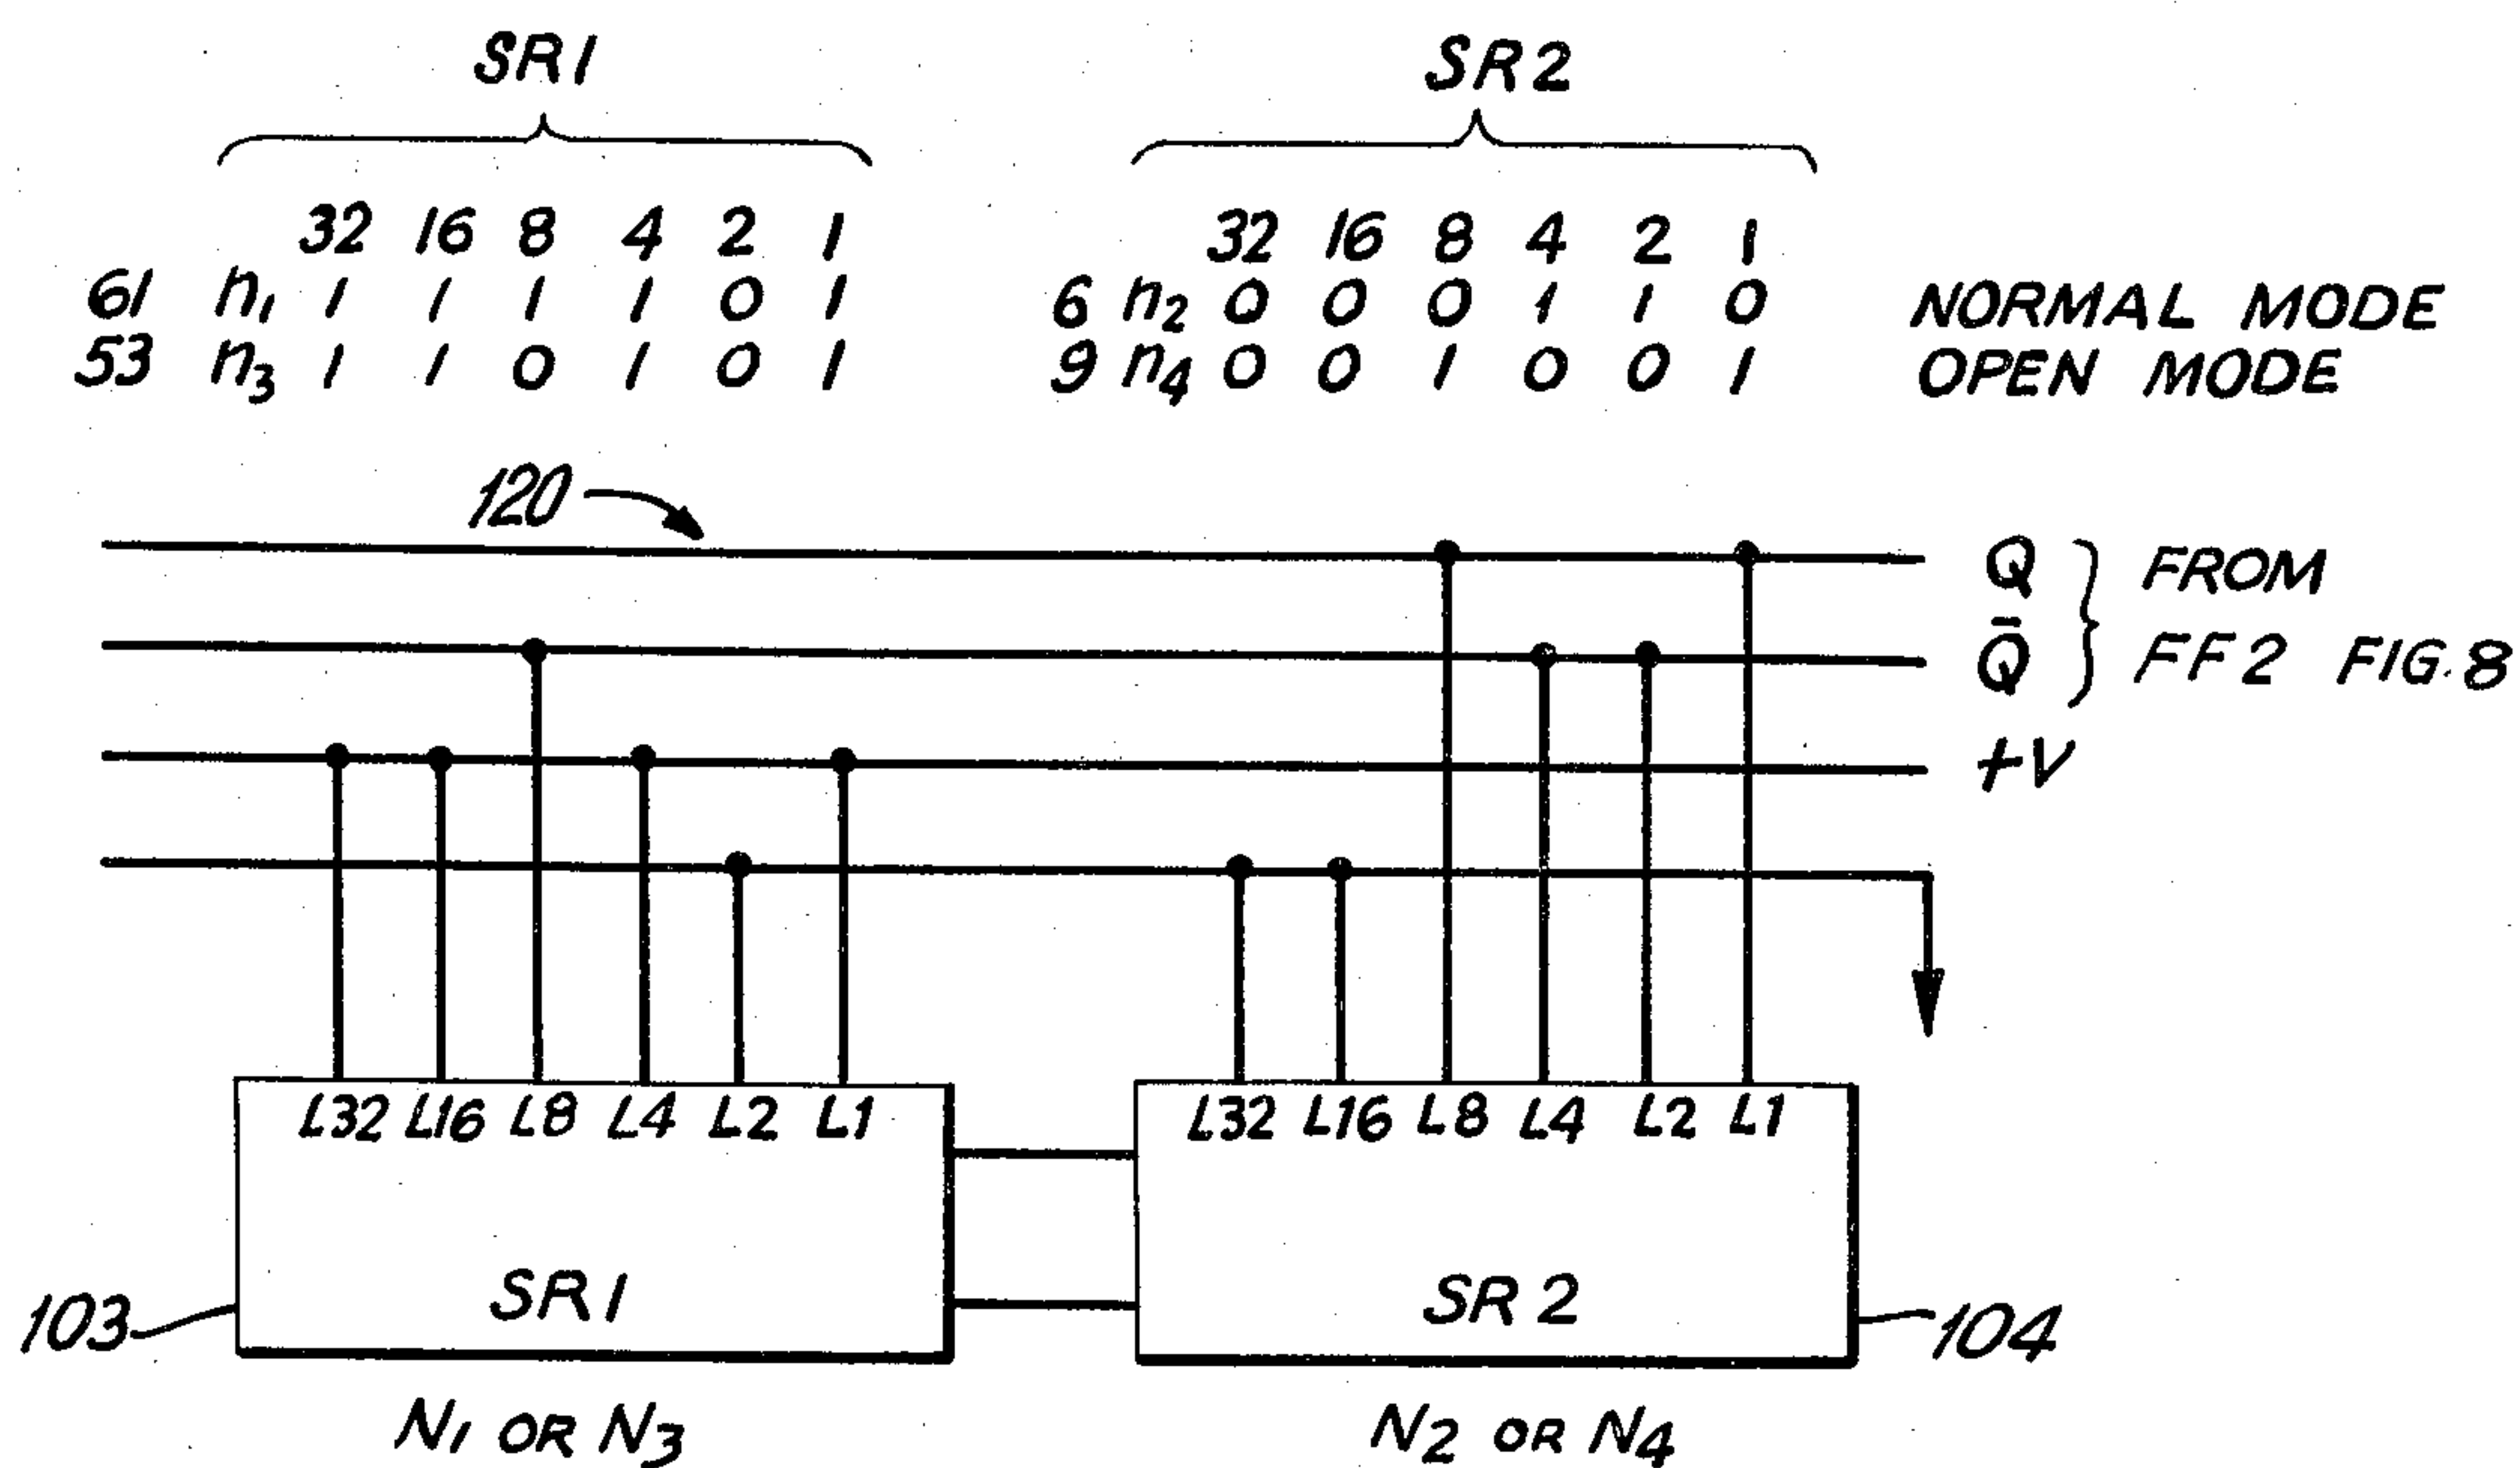 SR1 SR2
32 16 8 4 2 1 32 16 8 4 2 1
61 n1 1 1 1 1 0 1 6 n2 0 0 0 1 1 0 NORMAL MODE
53 n3 1 1 0 1 0 1 9 n4 0 0 1 0 0 1 OPEN MODE
120
Q FROM
Q̄ FF2 FIG. 8
+V
L32 L16 L8 L4 L2 L1 L32 L16 L8 L4 L2 L1
SR1 SR2
103 104
N1 OR N3 N2 OR N4